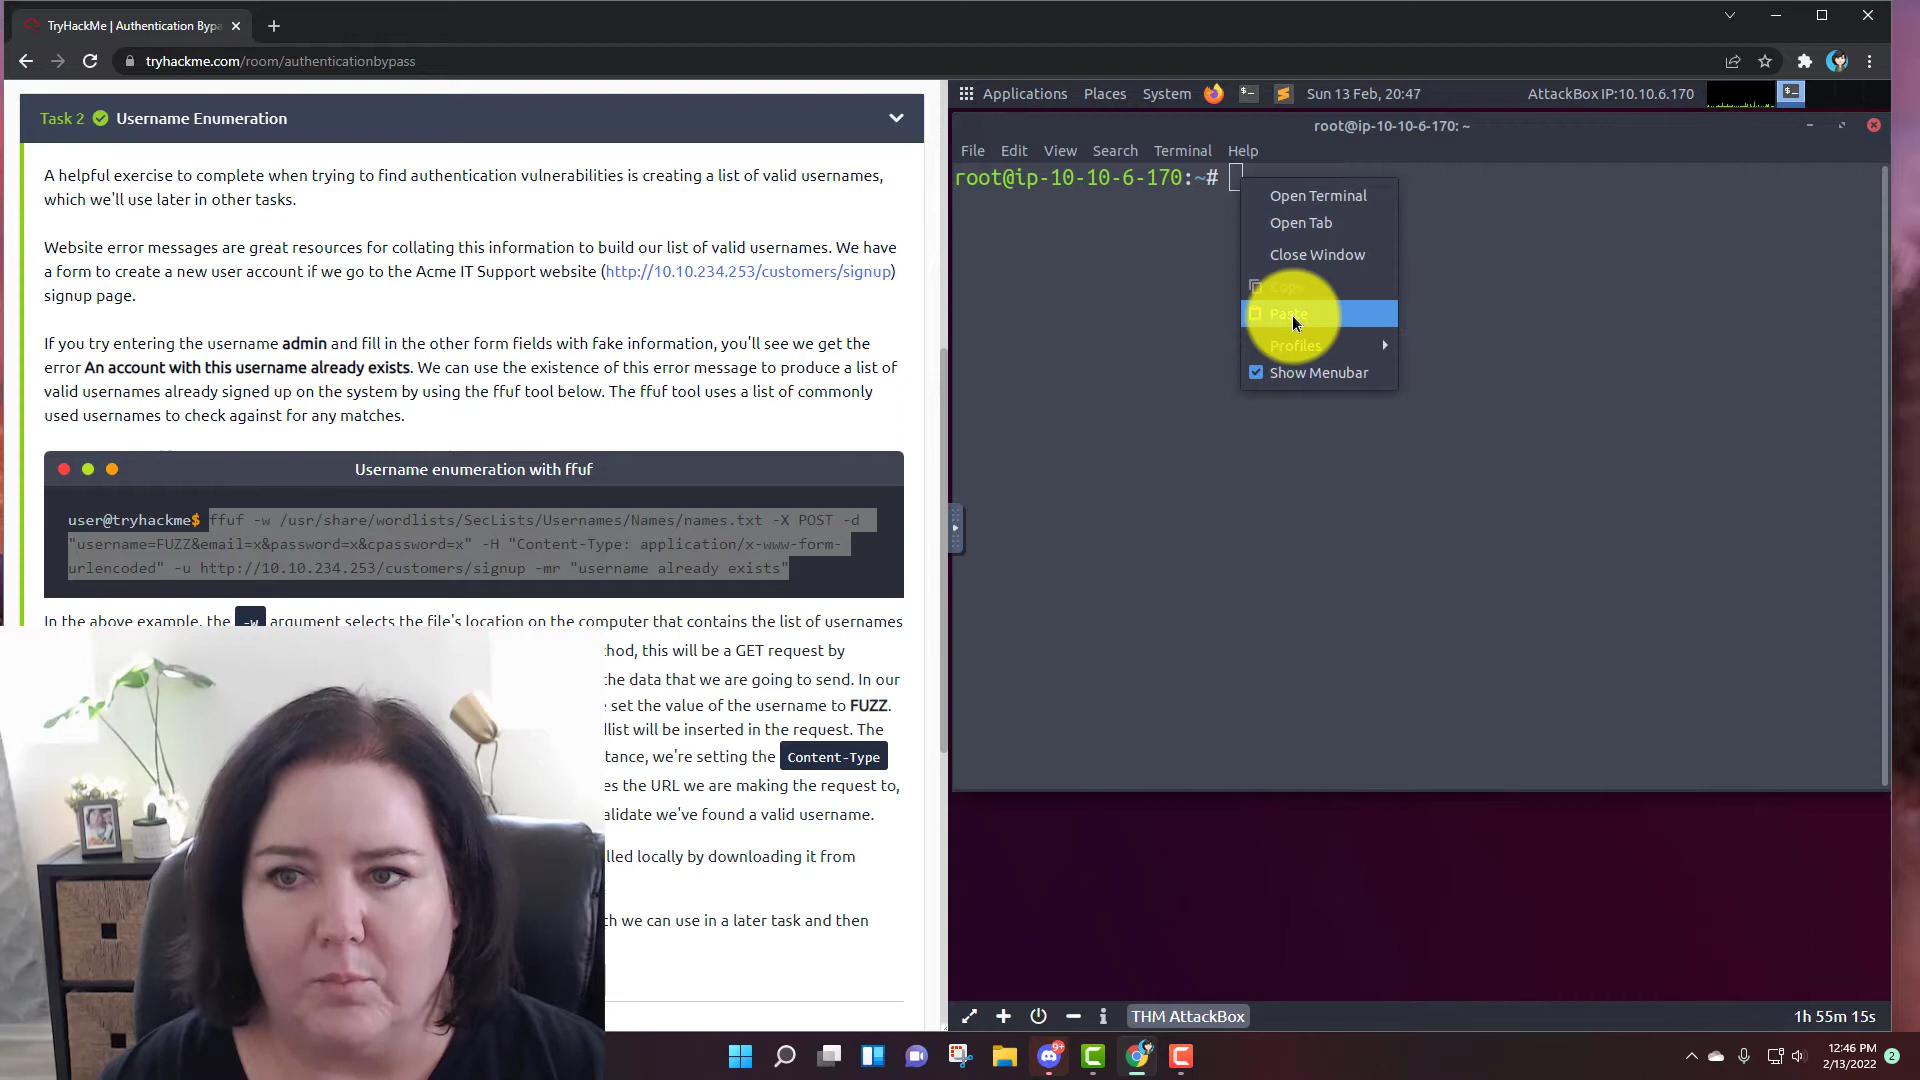 TryHackMe | Authentication Bypa
tryhackme.com/room/authenticationbypass
Task 2 Username Enumeration
A helpful exercise to complete when trying to find authentication vulnerabilities is creating a list of valid usernames,
which we'll use later in other tasks.
Website error messages are great resources for collating this information to build our list of valid usernames. We have
a form to create a new user account if we go to the Acme IT Support website (http://10.10.234.253/customers/signup)
signup page.
If you try entering the username admin and fill in the other form fields with fake information, you'll see we get the
error An account with this username already exists. We can use the existence of this error message to produce a list of
valid usernames already signed up on the system by using the ffuf tool below. The ffuf tool uses a list of commonly
used usernames to check against for any matches.
Username enumeration with ffuf
user@tryhackme$ ffuf -w /usr/share/wordlists/SecLists/Usernames/Names/names.txt -X POST -d
"username=FUZZ&email=x&password=x&cpassword=x" -H "Content-Type: application/x-www-form-
urlencoded" -u http://10.10.234.253/customers/signup -mr "username already exists"
In the above example, the -w argument selects the file's location on the computer that contains the list of usernames
hod, this will be a GET request by
the data that we are going to send. In our
set the value of the username to FUZZ.
dlist will be inserted in the request. The
tance, we're setting the Content-Type
es the URL we are making the request to,
alidate we've found a valid username.
lled locally by downloading it from
ch we can use in a later task and then
Applications Places System Sun 13 Feb, 20:47 AttackBox IP:10.10.6.170
root@ip-10-10-6-170: ~
File Edit View Search Terminal Help
root@ip-10-10-6-170:~#
Open Terminal
Open Tab
Close Window
Copy
Paste
Profiles
Show Menubar
THM AttackBox
1h 55m 15s
9+
12:46 PM
2/13/2022
2